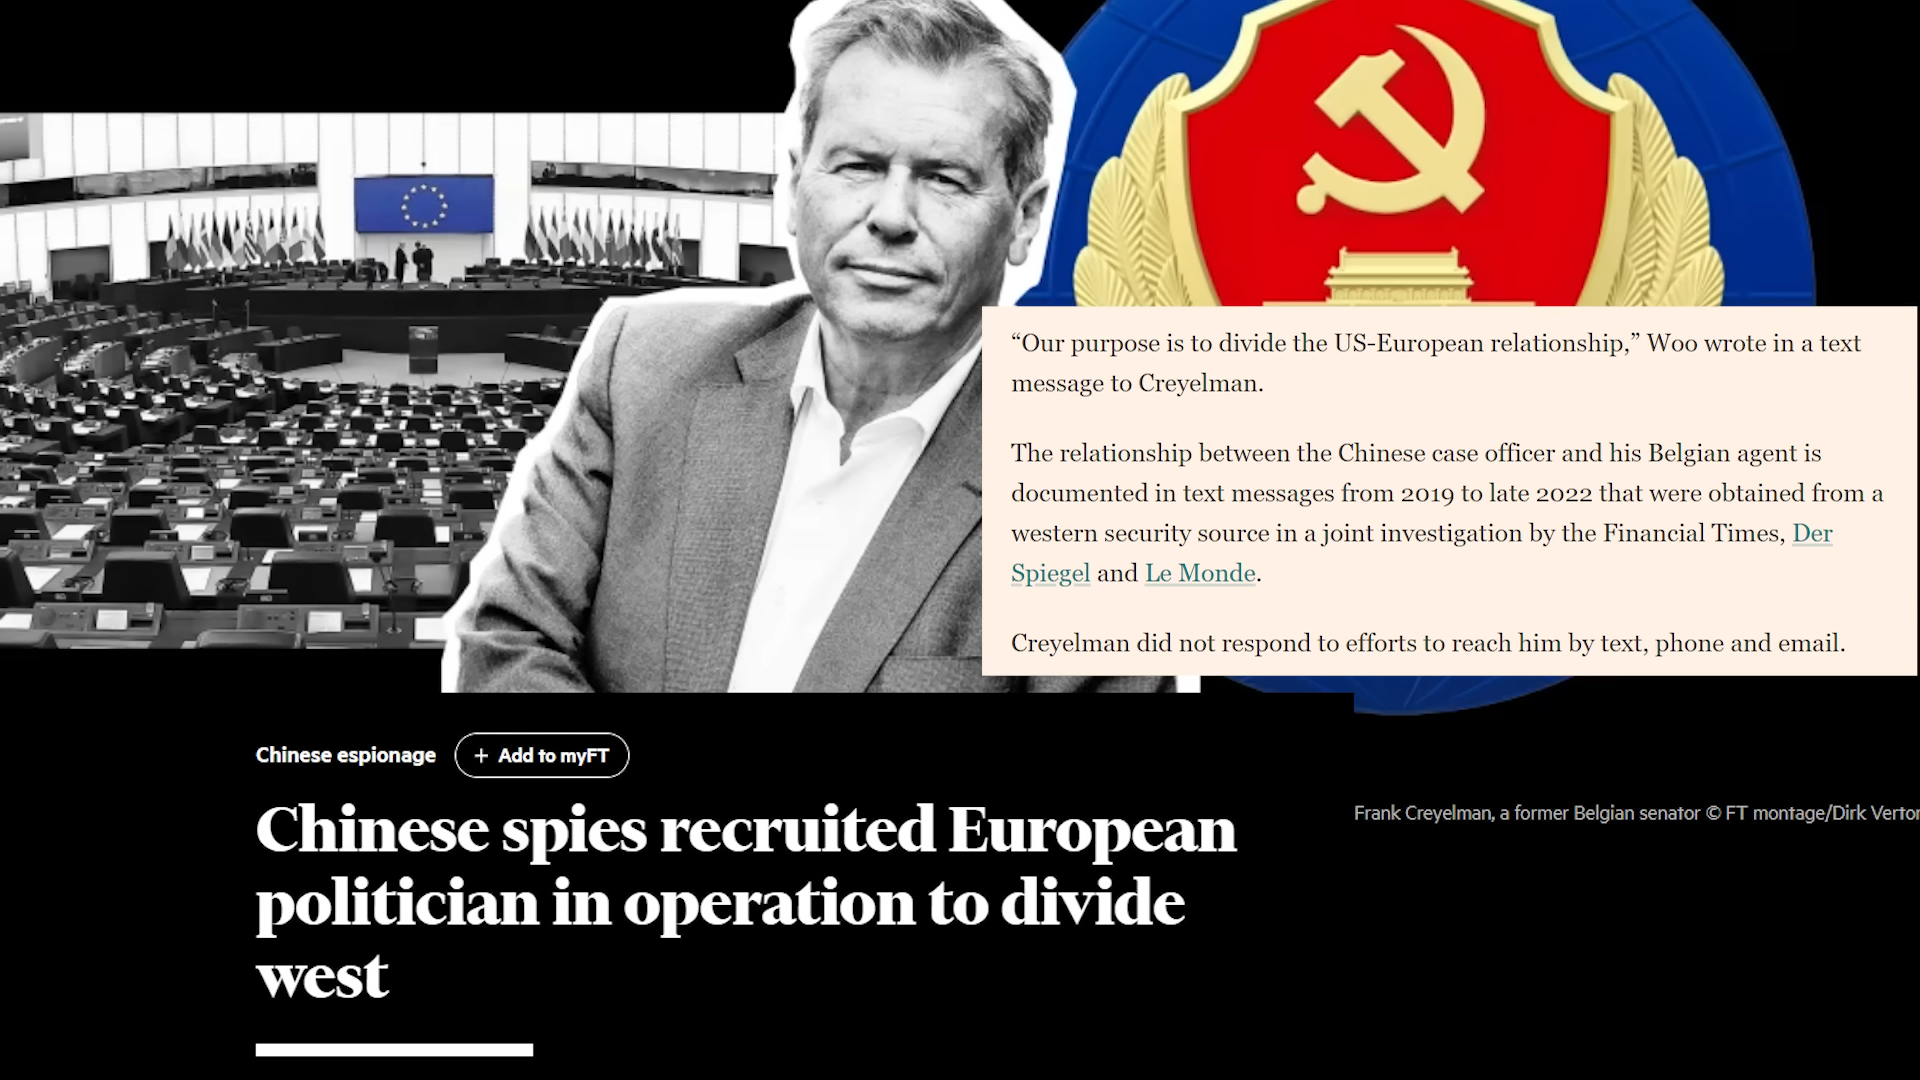 “Our purpose is to divide the US-European relationship,” Woo wrote in a text
message to Creyelman.
The relationship between the Chinese case officer and his Belgian agent is
documented in text messages from 2019 to late 2022 that were obtained from a
western security source in a joint investigation by the Financial Times, Der
Spiegel and Le Monde.
Creyelman did not respond to efforts to reach him by text, phone and email.
Chinese espionage
+ Add to myFT
Chinese spies recruited European
politician in operation to divide
west
Frank Creyelman, a former Belgian senator © FT montage/Dirk